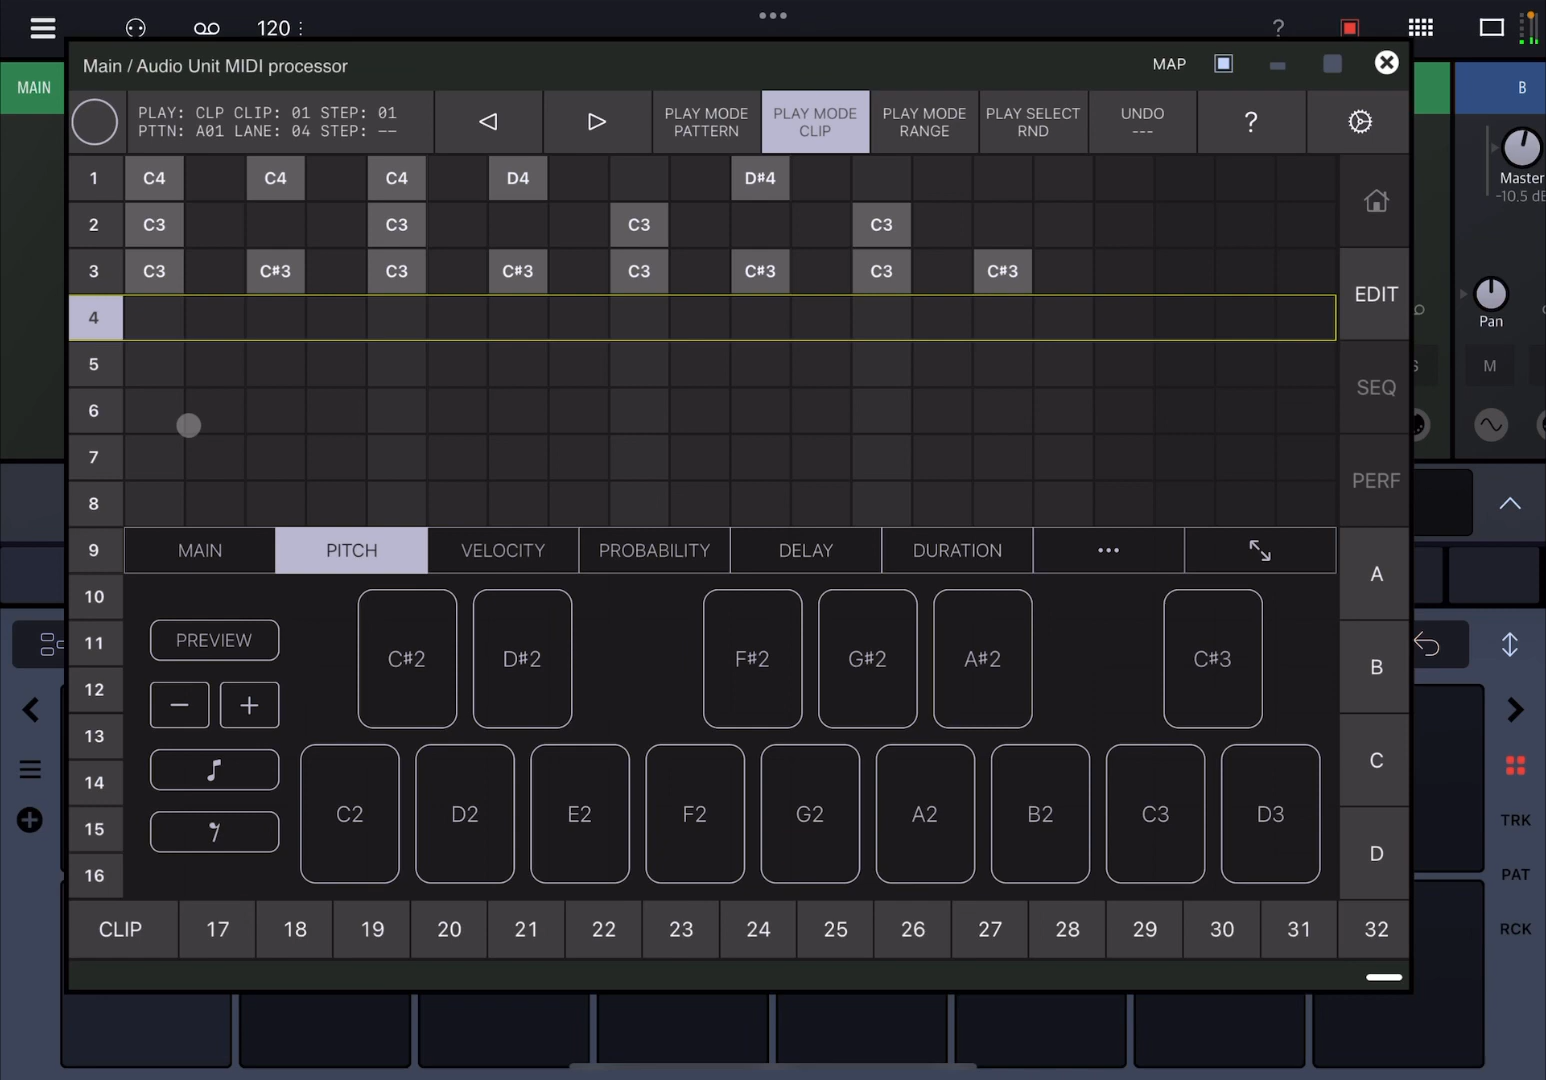 120
?
Main / Audio Unit MIDI processor
MAP
MAIN
B
PLAY: CLP CLIP: 01 STEP: 01
PTTN: A01 LANE: 04 STEP: --
PLAY MODE
PATTERN
PLAY MODE
CLIP
PLAY MODE
RANGE
PLAY SELECT
RND
UNDO
---
?
Master
-10.5 dB
1 C4 C4 C4 D4 D#4
2 C3 C3 C3 C3
3 C3 C#3 C3 C#3 C3 C#3 C3 C#3
EDIT
4
Pan
5
SEQ
S
M
6
7
PERF
8
9 MAIN PITCH VELOCITY PROBABILITY DELAY DURATION ...
A
10
11 PREVIEW
C#2 D#2 F#2 G#2 A#2 C#3
B
12
− +
13
C
14
TRK
15
C2 D2 E2 F2 G2 A2 B2 C3 D3
D
16
PAT
CLIP 17 18 19 20 21 22 23 24 25 26 27 28 29 30 31 32
RCK